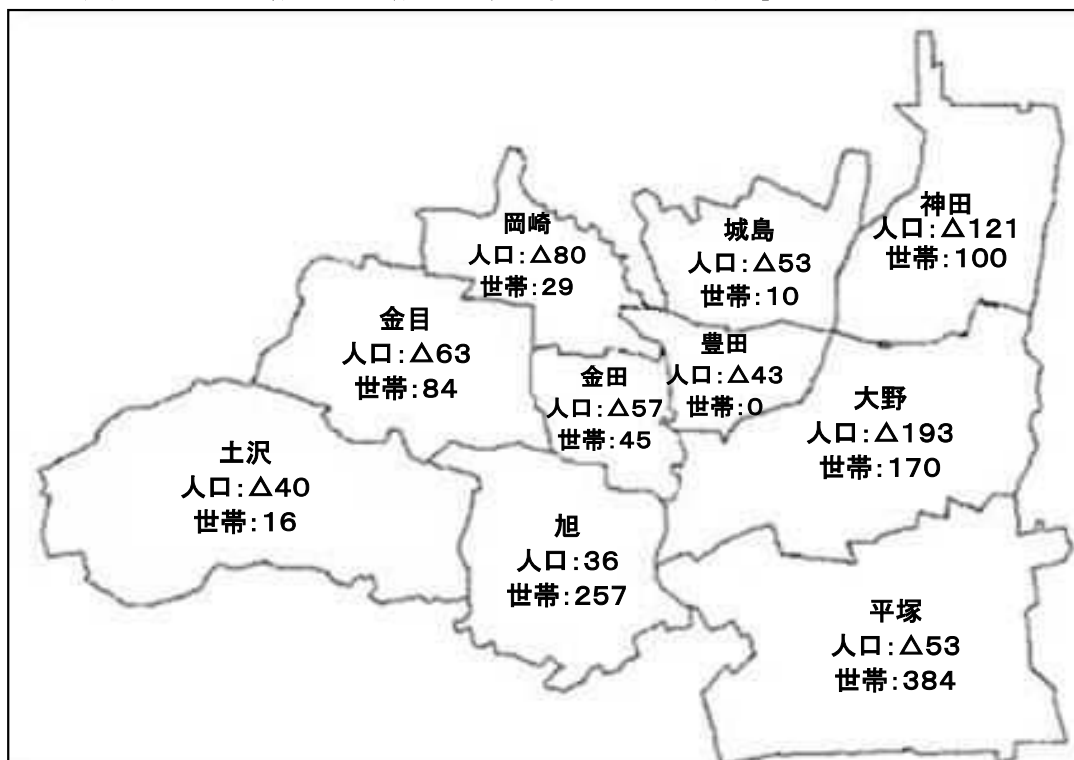 神田
人口:△121
世帯:100
岡崎
人口:△80
世帯:29
城島
人口:△53
世帯:10
金目
人口:△63
世帯:84
豊田
人口:△43
世帯:0
金田
人口:△57
世帯:45
大野
人口:△193
世帯:170
土沢
人口:△40
世帯:16
旭
人口:36
世帯:257
平塚
人口:△53
世帯:384